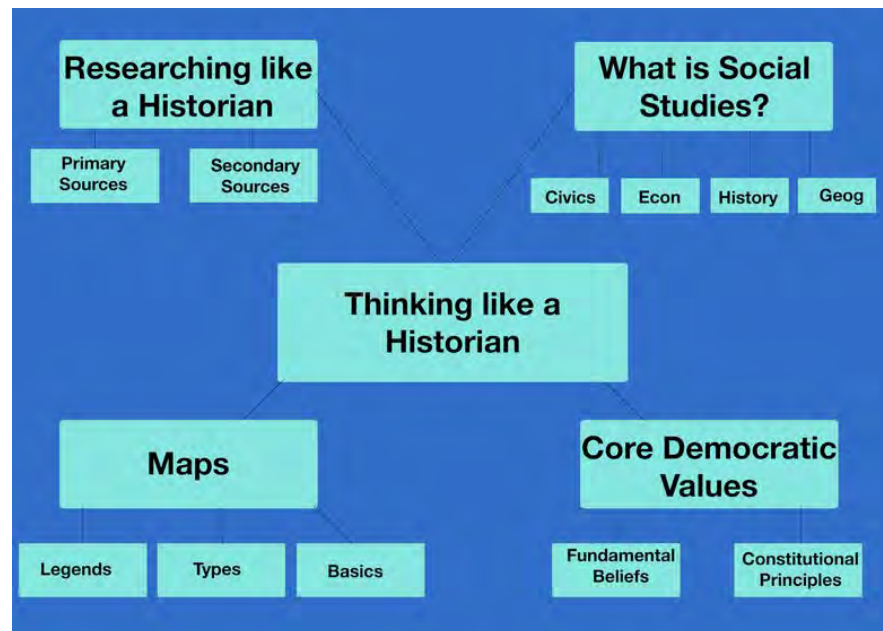 Researching like
a Historian
Primary
Sources
Secondary
Sources
What is Social
Studies?
Civics
Econ
History
Geog
Thinking like a
Historian
Maps
Legends
Types
Basics
Core Democratic
Values
Fundamental
Beliefs
Constitutional
Principles